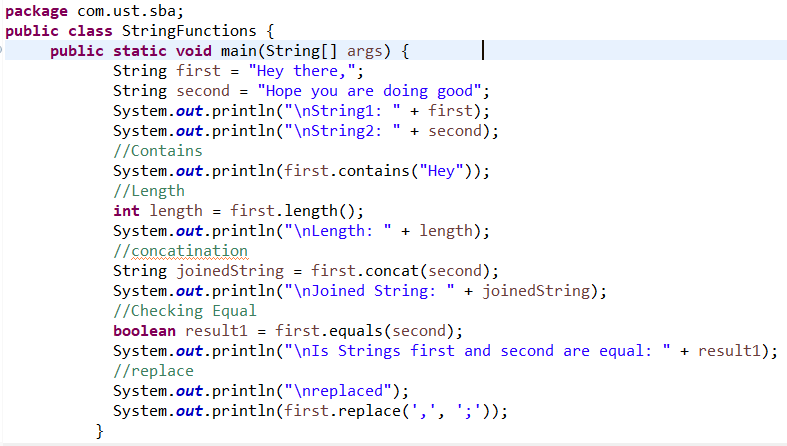 package com.ust.sba;
public class StringFunctions {
public static void main(String[] args) {
String first = "Hey there,";
String second = "Hope you are doing good";
System.out.println("\nString1: " + first);
System.out.println("\nString2: " + second);
//Contains
System.out.println(first.contains("Hey"));
//Length
int length = first.length();
System.out.println("\nLength: " + length);
//concatination
String joinedString = first.concat(second);
System.out.println("\nJoined String: " + joinedString);
//Checking Equal
boolean result1 = first.equals(second);
System.out.println("\nIs Strings first and second are equal: " + result1);
//replace
System.out.println("\nreplaced");
System.out.println(first.replace(',', ';'));
}